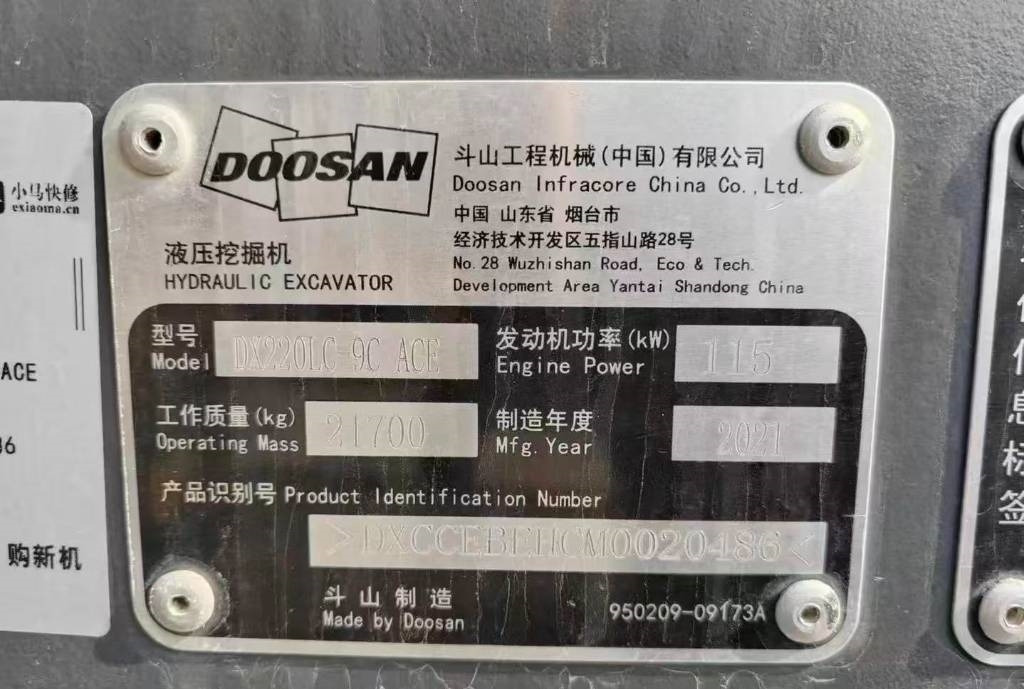 小马快修
exiaoma.cn
ACE
购新机
DOOSAN
斗山工程机械(中国)有限公司
Doosan Infracore China Co.,Ltd.
中国 山东省 烟台市
经济技术开发区五指山路28号
No.28 Wuzhishan Road, Eco & Tech.
Development Area Yantai Shandong China
液压挖掘机
HYDRAULIC EXCAVATOR
型号 Model DX220LC-9C ACE
发动机功率(kW) Engine Power 115
工作质量(kg) Operating Mass 21700
制造年度 Mfg.Year 2021
产品识别号 Product Identification Number
>DXCCEBEHCM0020486<
斗山制造
Made by Doosan
950209-09173A
信
息
标
签